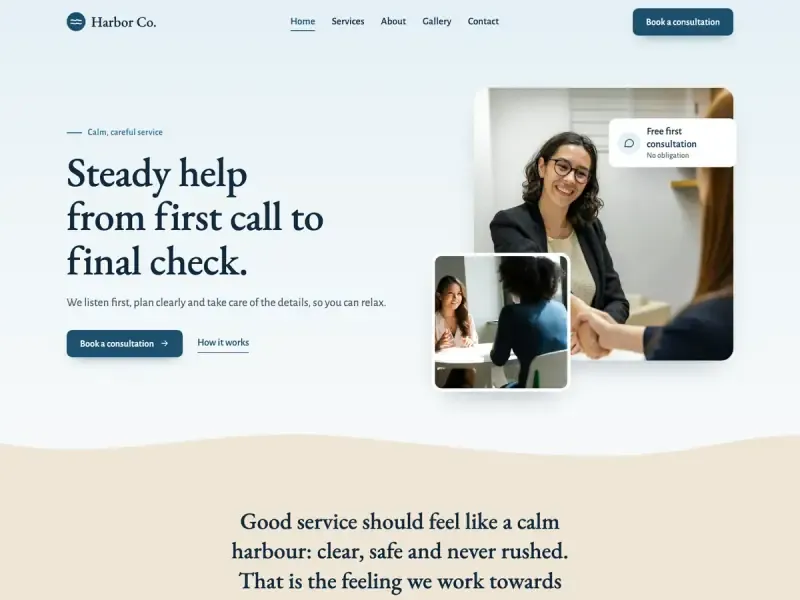 Harbor Co.
Home
Services
About
Gallery
Contact
Book a consultation
Calm, careful service
Steady help
from first call to
final check.
We listen first, plan clearly and take care of the details, so you can relax.
Book a consultation →
How it works
Free first
consultation
No obligation
Good service should feel like a calm
harbour: clear, safe and never rushed.
That is the feeling we work towards